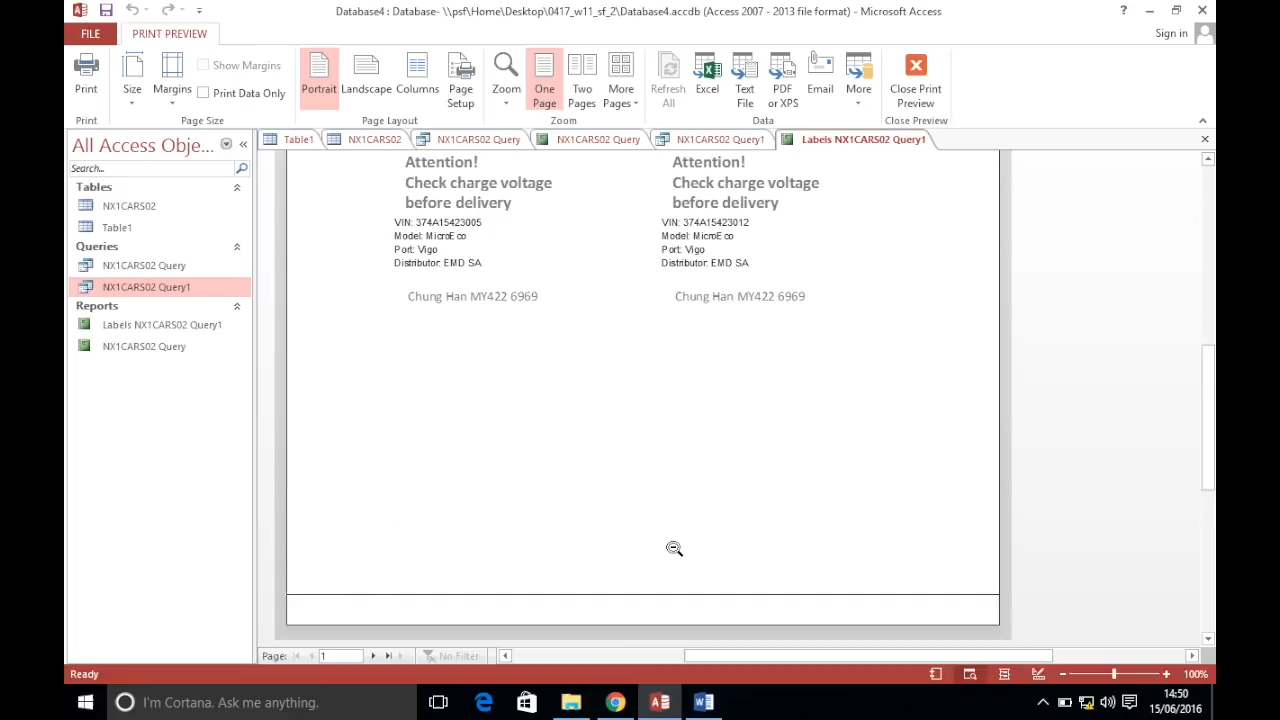 Database4 : Database- \\psf\Home\Desktop\0417_w11_sf_2\Database4.accdb (Access 2007 - 2013 file format) - Microsoft Access
?
FILE
PRINT PREVIEW
Sign in
Print
Size
Margins
Show Margins
Print Data Only
Portrait
Landscape
Columns
Page
Setup
Zoom
One
Page
Two
Pages
More
Pages
Refresh
All
Excel
Text
File
PDF
or XPS
Email
More
Close Print
Preview
Print
Page Size
Page Layout
Zoom
Data
Close Preview
All Access Obje...
Search...
Tables
NX1CARS02
Table1
Queries
NX1CARS02 Query
NX1CARS02 Query1
Reports
Labels NX1CARS02 Query1
NX1CARS02 Query
Table1
NX1CARS02
NX1CARS02 Query
NX1CARS02 Query
NX1CARS02 Query1
Labels NX1CARS02 Query1
Attention!
Check charge voltage
before delivery
VIN: 374A15423005
Model: MicroEco
Port: Vigo
Distributor: EMD SA
Chung Han MY422 6969
Attention!
Check charge voltage
before delivery
VIN: 374A15423012
Model: MicroEco
Port: Vigo
Distributor: EMD SA
Chung Han MY422 6969
Page: 1
No Filter
Ready
100%
I'm Cortana. Ask me anything.
14:50
15/06/2016